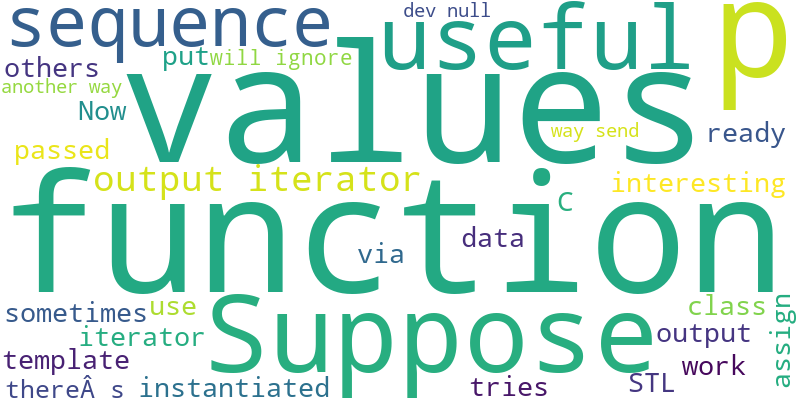 sequence
dev null
useful
p
put
will ignore
others
another way
Now
values
way send
ready
passed
output iterator
interesting
function
C
data
via
sometimes
use
Suppose
class
assign
iterator
output
template
work
thereÂ s
instantiated
tries
STL